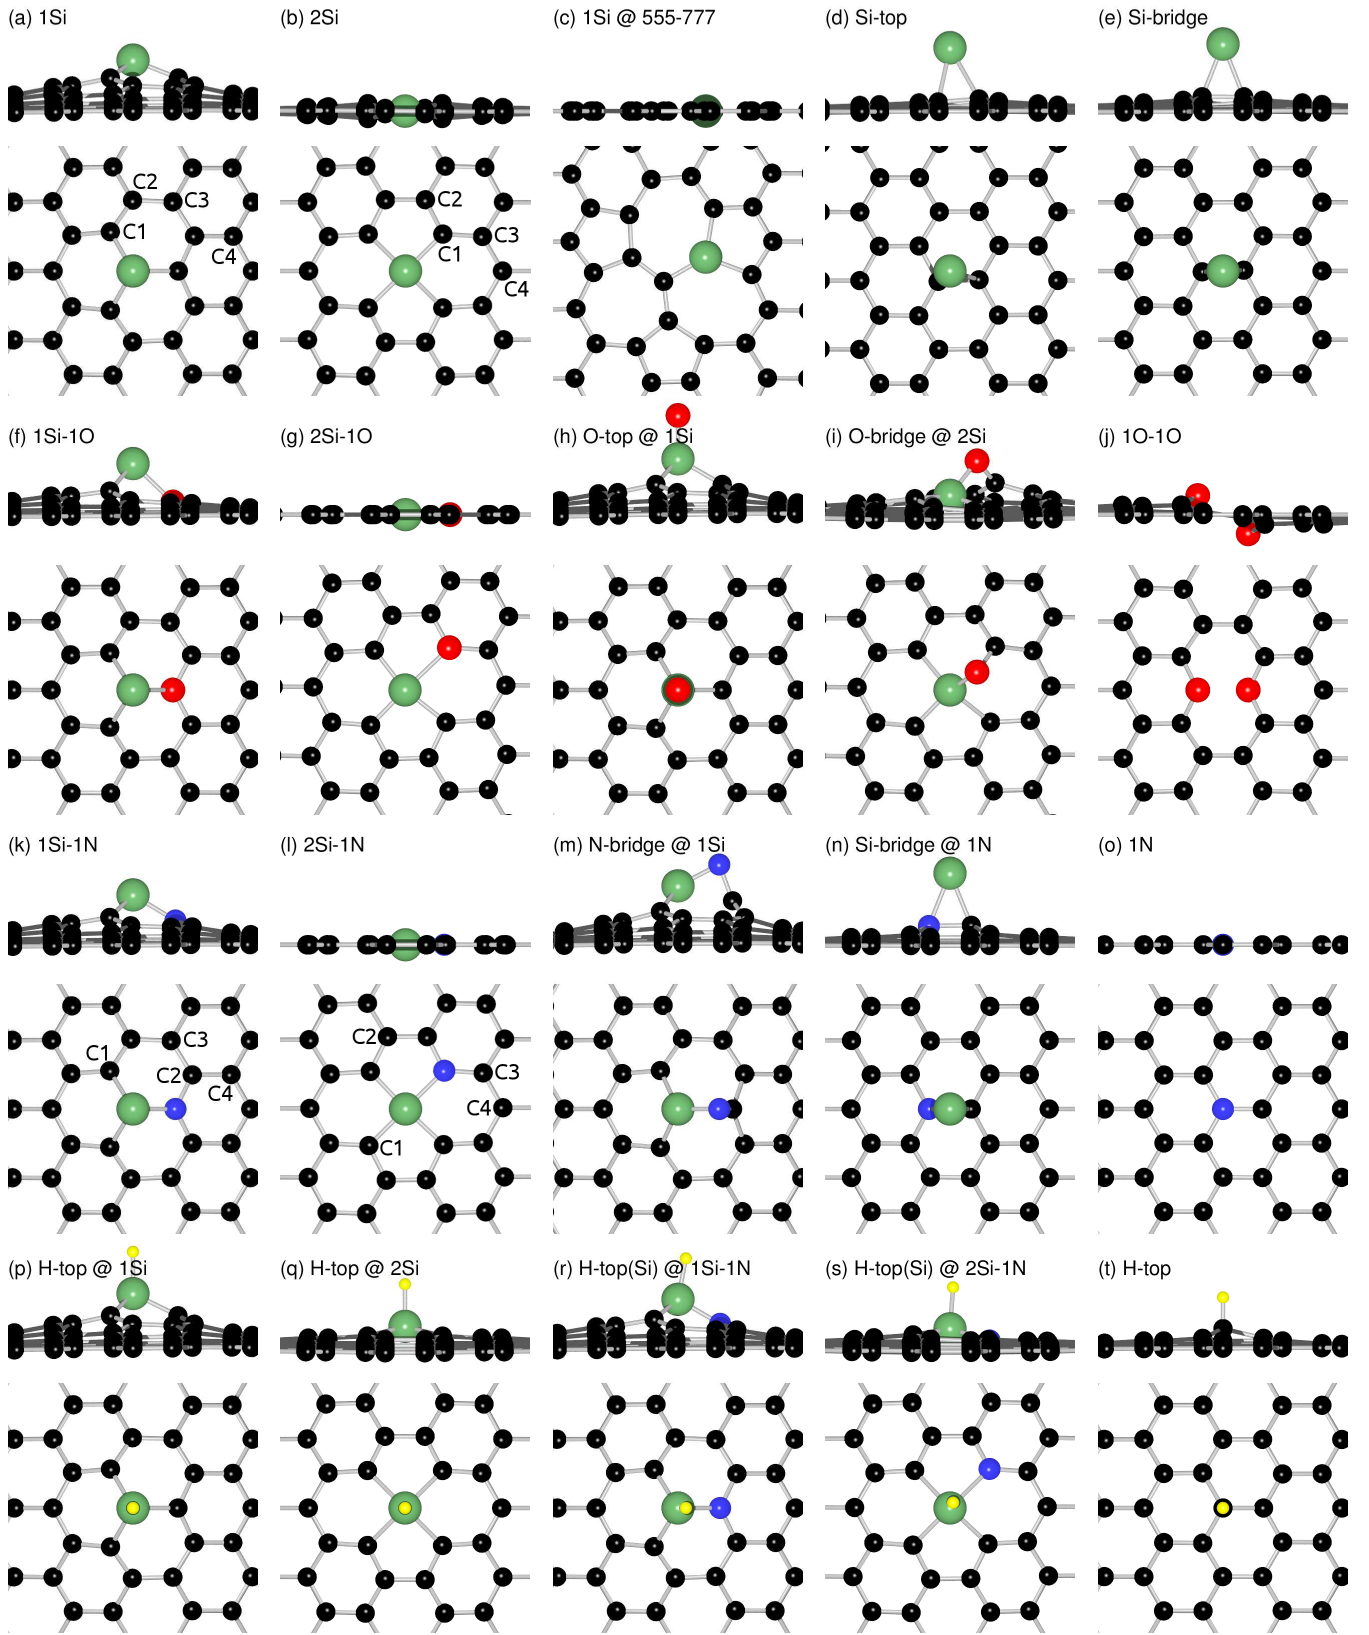 (a) 1Si
(b) 2Si
(c) 1Si @ 555-777
(d) Si-top
(e) Si-bridge
C2
C3
C1
C4
C2
C3
C1
C4
(f) 1Si-1O
(g) 2Si-1O
(h) O-top @ 1Si
(i) O-bridge @ 2Si
(j) 1O-1O
(k) 1Si-1N
(l) 2Si-1N
(m) N-bridge @ 1Si
(n) Si-bridge @ 1N
(o) 1N
C1
C3
C2
C4
C2
C3
C4
C1
(p) H-top @ 1Si
(q) H-top @ 2Si
(r) H-top(Si) @ 1Si-1N
(s) H-top(Si) @ 2Si-1N
(t) H-top